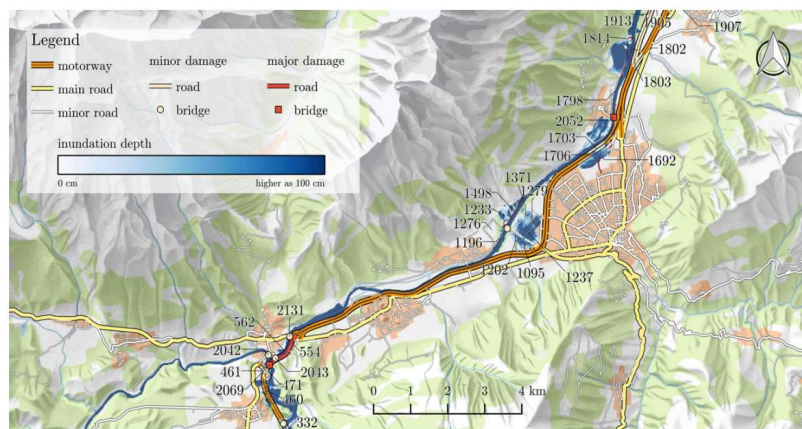 Legend
motorway
main road
minor road
minor damage
road
bridge
major damage
road
bridge
inundation depth
0 cm
higher as 100 cm
1913
1905
1907
1814
1802
1803
1798
2052
1703
1706
1692
1371
1498
1279
1233
1276
1196
1202
1095
1237
2131
562
2042
554
461
2043
471
2069
460
332
0 1 2 3 4 km